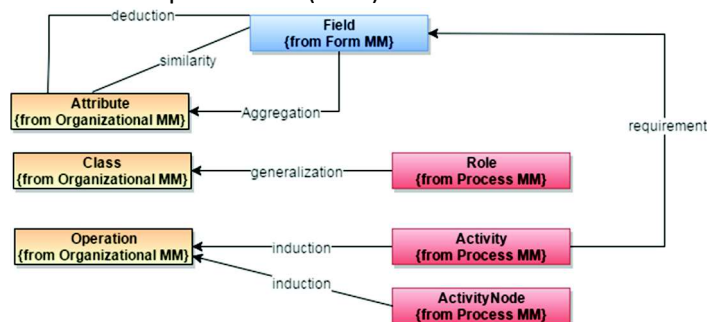 deduction
Field
{from Form MM}
similarity
Attribute
{from Organizational MM}
Aggregation
requirement
Class
{from Organizational MM}
generalization
Role
{from Process MM}
Operation
{from Organizational MM}
induction
Activity
{from Process MM}
induction
ActivityNode
{from Process MM}